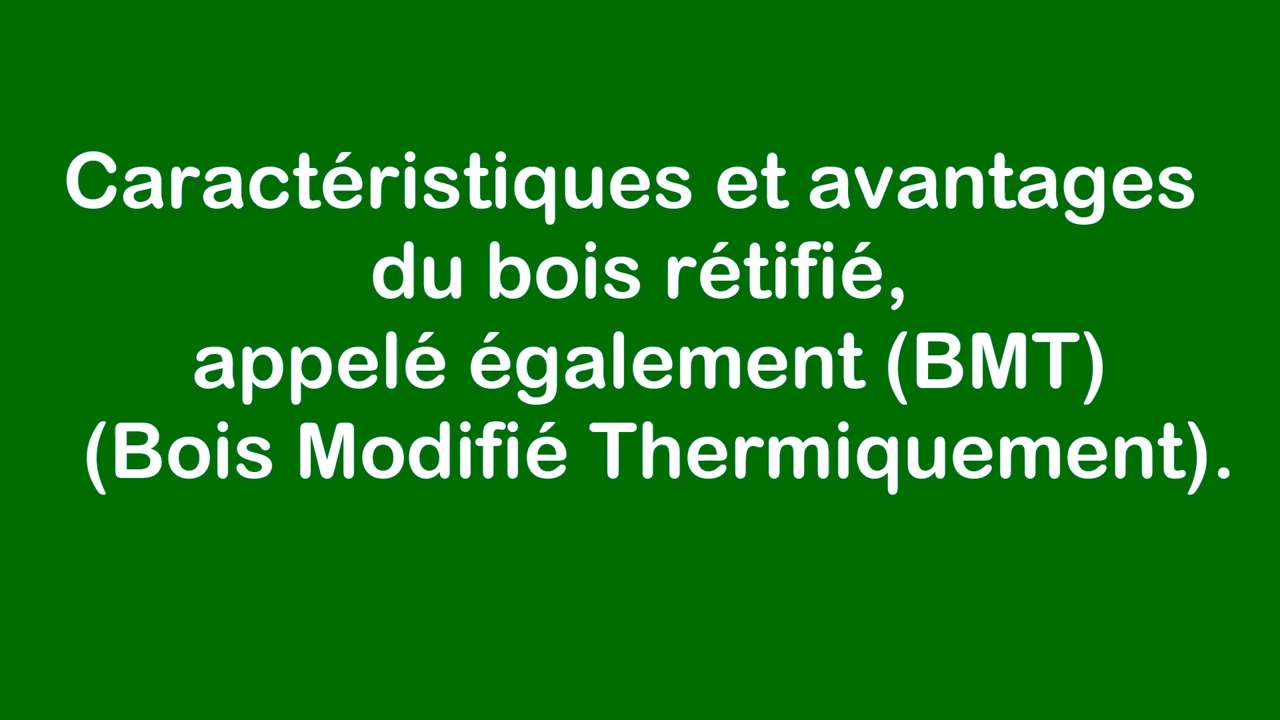 Caractéristiques et avantages
du bois rétifié,
appelé également (BMT)
(Bois Modifié Thermiquement).